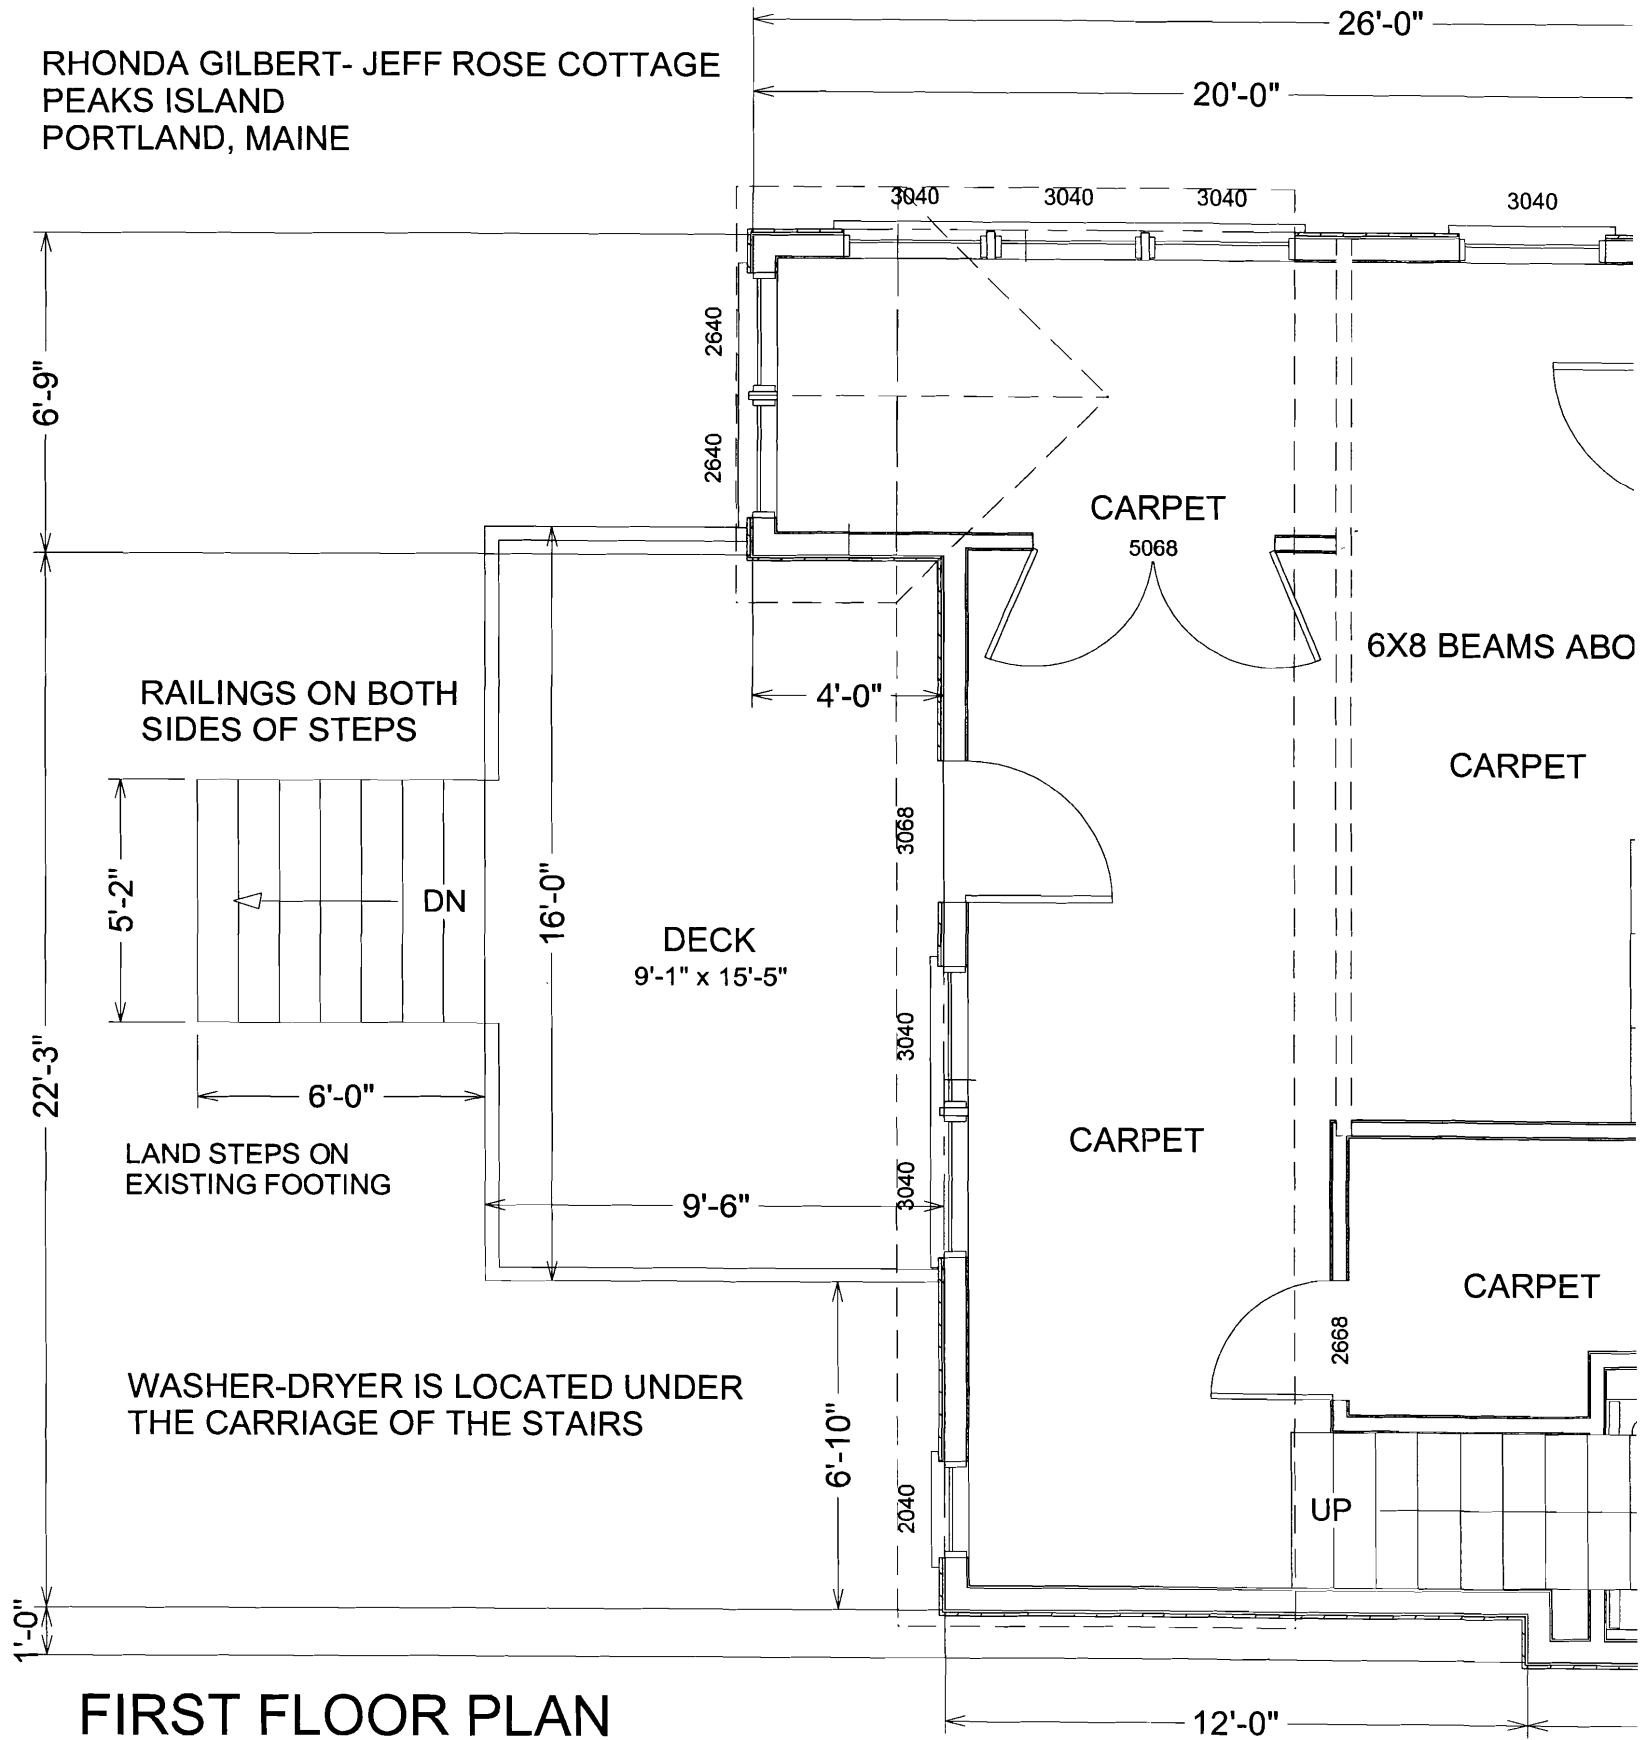 26'-0"
RHONDA GILBERT- JEFF ROSE COTTAGE
PEAKS ISLAND
PORTLAND, MAINE
20'-0"
3040
3040
3040
3040
2640
6'-9"
2640
CARPET
5068
6X8 BEAMS ABO
RAILINGS ON BOTH
SIDES OF STEPS
4'-0"
CARPET
3068
5'-2"
DN
16'-0"
DECK
9'-1" x 15'-5"
3040
22'-3"
6'-0"
CARPET
LAND STEPS ON
EXISTING FOOTING
3040
9'-6"
CARPET
2668
WASHER-DRYER IS LOCATED UNDER
THE CARRIAGE OF THE STAIRS
6'-10"
2040
UP
1'-0"
FIRST FLOOR PLAN
12'-0"